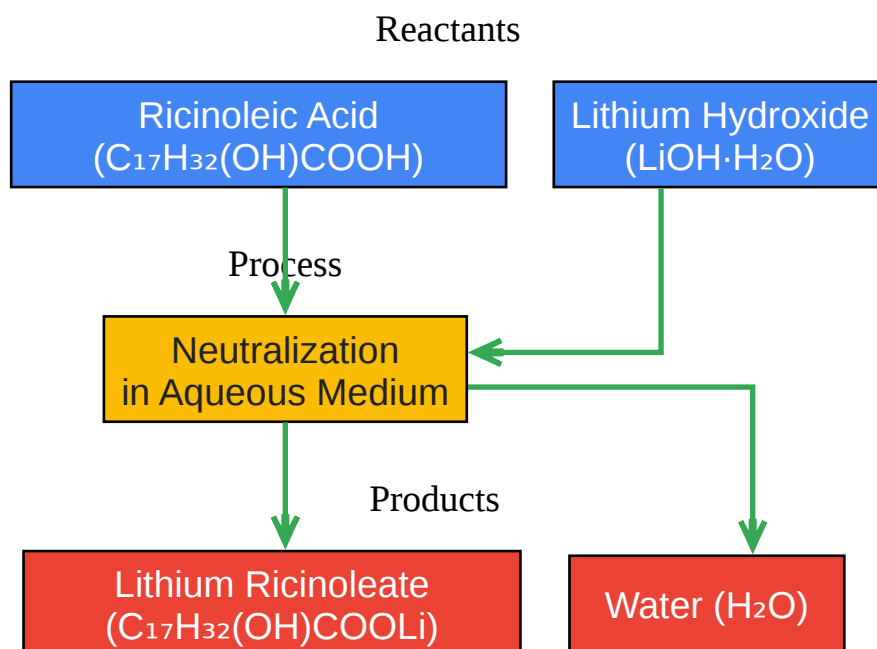 Reactants
Ricinoleic Acid
(C₁₇H₃₂(OH)COOH)
Lithium Hydroxide
(LiOH·H₂O)
Process
Neutralization
in Aqueous Medium
Products
Lithium Ricinoleate
(C₁₇H₃₂(OH)COOLi)
Water (H₂O)